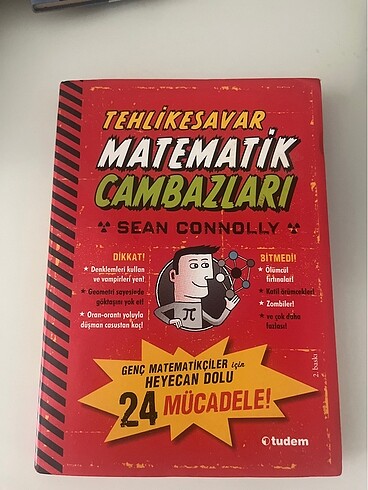 TEHLİKESAVAR
MATEMATİK
CAMBAZLARI
SEAN CONNOLLY
DİKKAT!
★ Denklemleri kullan
ve vampirleri yen!
★ Geometri sayesinde
göktaşını yok et!
★ Oran-orantı yoluyla
düşman casustan kaç!
BİTMEDİ!
★ Ölümcül
fırtınalar!
★ Katil örümcekler!
★ Zombiler!
★ ve çok daha
fazlası!
π
GENÇ MATEMATİKÇİLER için
HEYECAN DOLU
24 MÜCADELE!
2. baskı
tudem